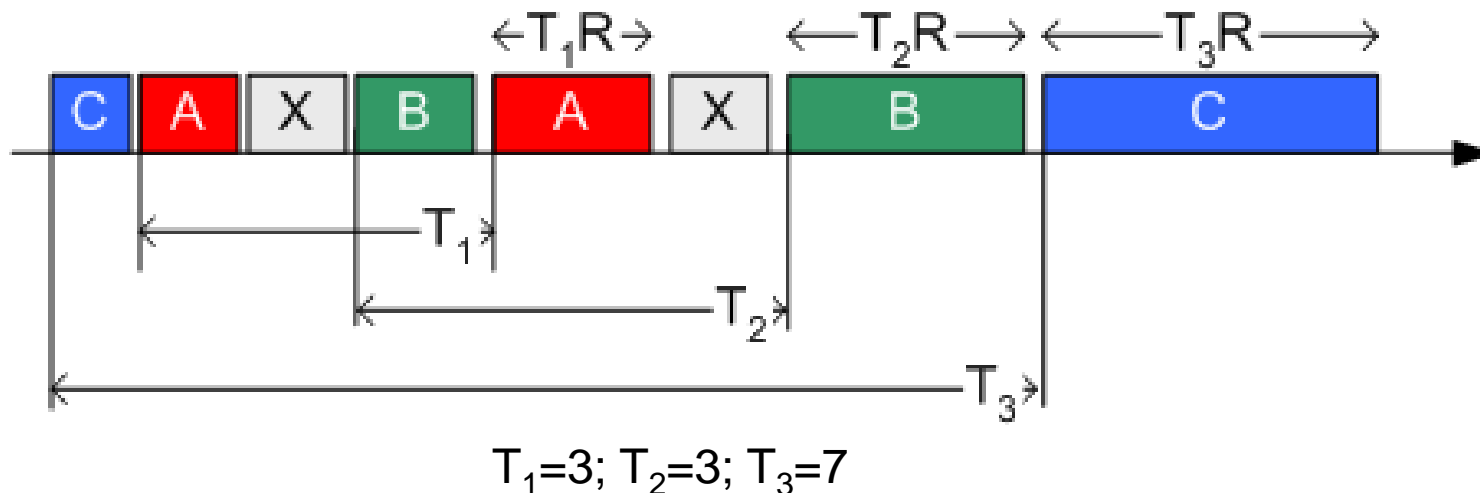 T₁R T₂R T₃R
C A X B A X B C
T₁
T₂
T₃
T₁=3; T₂=3; T₃=7